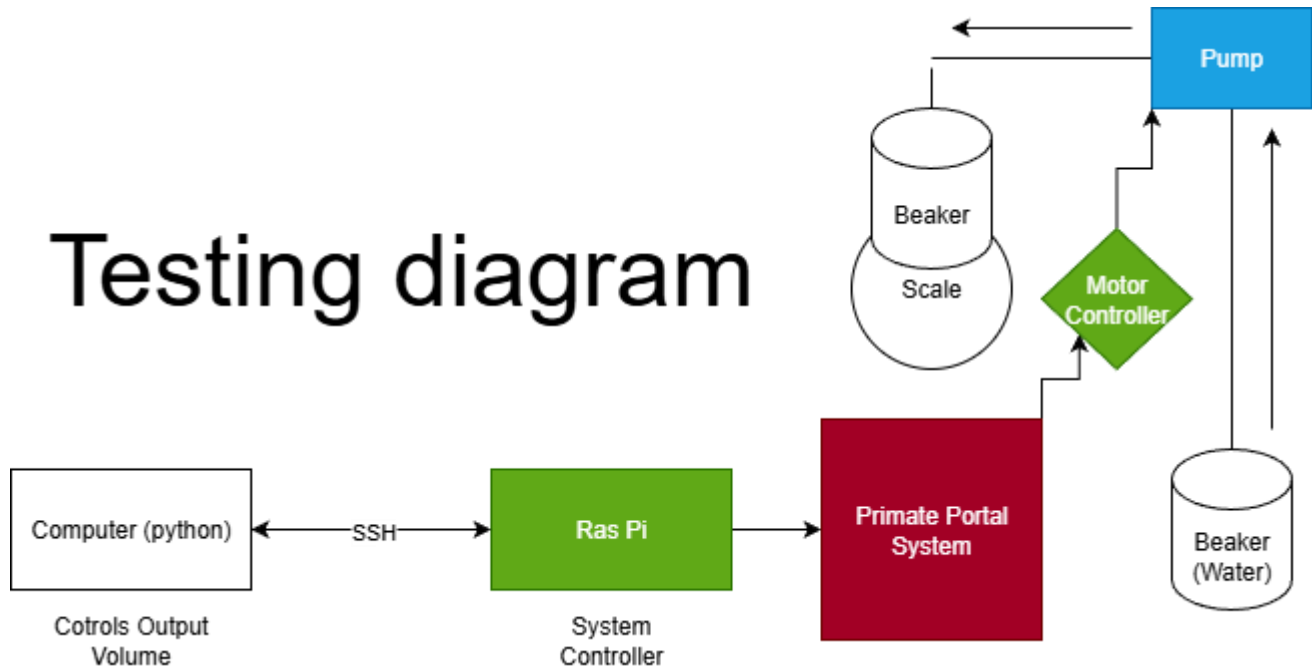 Pump
Beaker
Scale
Motor
Controller
Testing diagram
Computer (python)
SSH
Ras Pi
Primate Portal
System
Beaker
(Water)
Cotrols Output
Volume
System
Controller